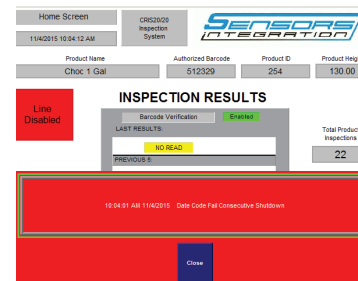 Home Screen
11/4/2015 10:04:12 AM
CRIS20/20
Inspection
System
SENSORS
INTEGRATION
Product Name
Authorized Barcode
Product ID
Product Heig
Choc 1 Gal
512329
254
130.00
Line
Disabled
INSPECTION RESULTS
Barcode Verification
Enabled
LAST RESULTS:
NO READ
PREVIOUS 5:
Total Product
Inspections
22
10:04:01 AM 11/4/2015 Date Code Fail Consecutive Shutdown
Close